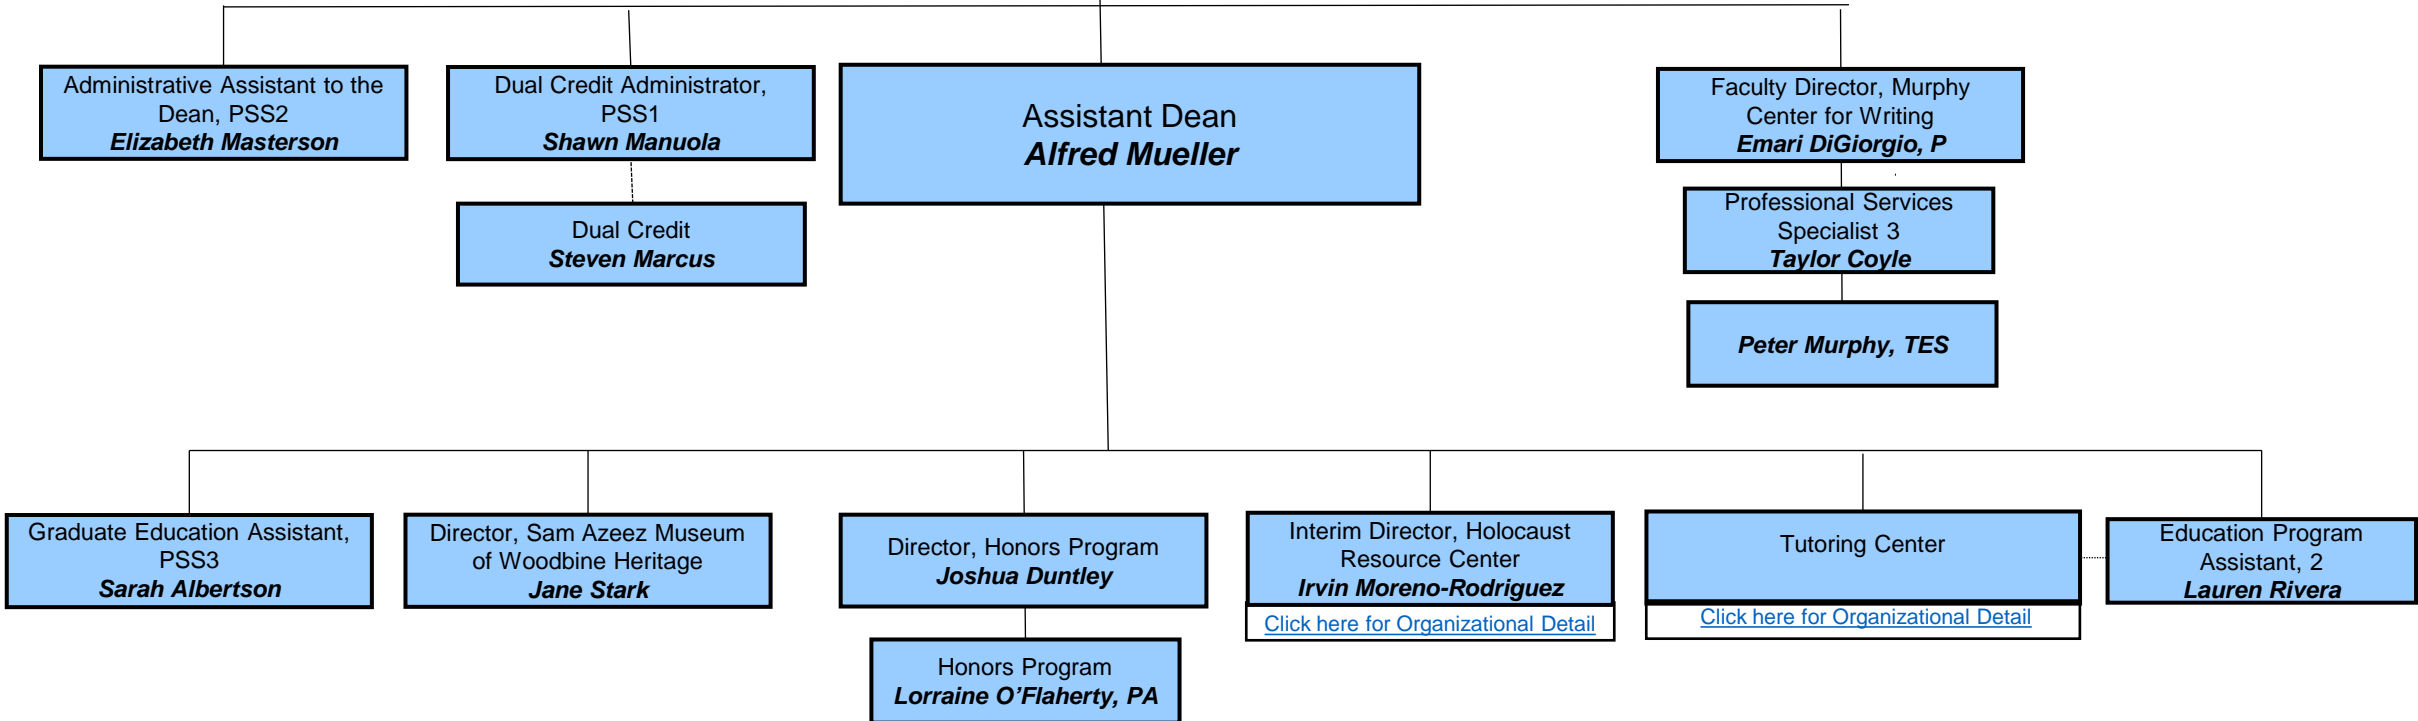 Administrative Assistant to the
Dean, PSS2
Elizabeth Masterson
Dual Credit Administrator,
PSS1
Shawn Manuola
Assistant Dean
Alfred Mueller
Faculty Director, Murphy
Center for Writing
Emari DiGiorgio, P
Dual Credit
Steven Marcus
Professional Services
Specialist 3
Taylor Coyle
Peter Murphy, TES
Graduate Education Assistant,
PSS3
Sarah Albertson
Director, Sam Azeez Museum
of Woodbine Heritage
Jane Stark
Director, Honors Program
Joshua Duntley
Interim Director, Holocaust
Resource Center
Irvin Moreno-Rodriguez
Click here for Organizational Detail
Tutoring Center
Click here for Organizational Detail
Education Program
Assistant, 2
Lauren Rivera
Honors Program
Lorraine O’Flaherty, PA